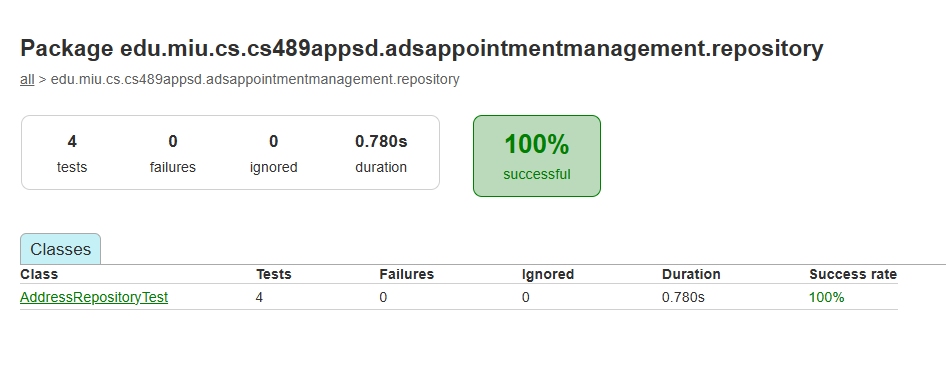 Package edu.miu.cs.cs489appsd.adsappointmentmanagement.repository
all > edu.miu.cs.cs489appsd.adsappointmentmanagement.repository
4 0 0 0.780s
tests failures ignored duration
100%
successful
Classes
Class Tests Failures Ignored Duration Success rate
AddressRepositoryTest 4 0 0 0.780s 100%